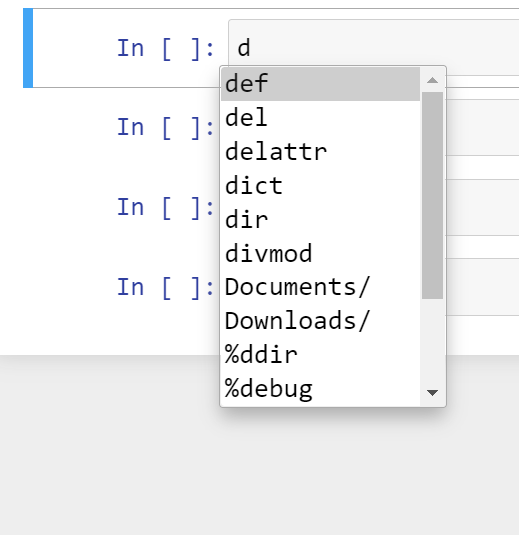 In [ ]: d
def
In [ ]: del
delattr
dict
In [ ]: dir
divmod
In [ ]: Documents/
Downloads/
%ddir
%debug